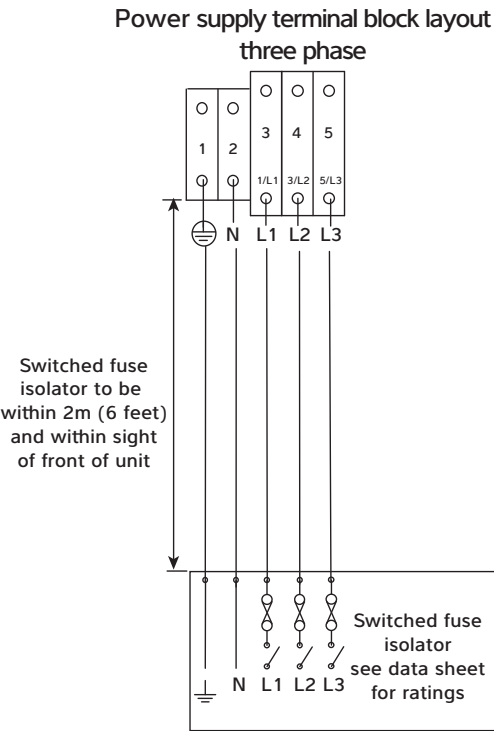 Power supply terminal block layout
three phase
3 4 5
1 2
1/L1 3/L2 5/L3
N L1 L2 L3
Switched fuse
isolator to be
within 2m (6 feet)
and within sight
of front of unit
Switched fuse
isolator
see data sheet
for ratings
N L1 L2 L3